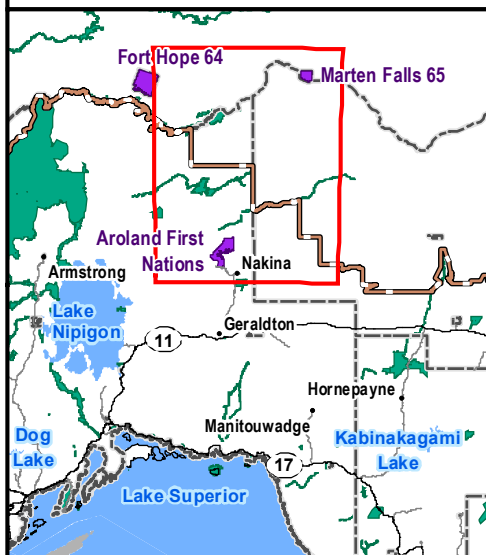 Fort Hope 64
Marten Falls 65
Aroland First
Nations
Nakina
Armstrong
Lake
Nipigon
Geraldton
11
Hornepayne
Manitouwadge
Dog
Lake
Kabinakagami
Lake
17
Lake Superior